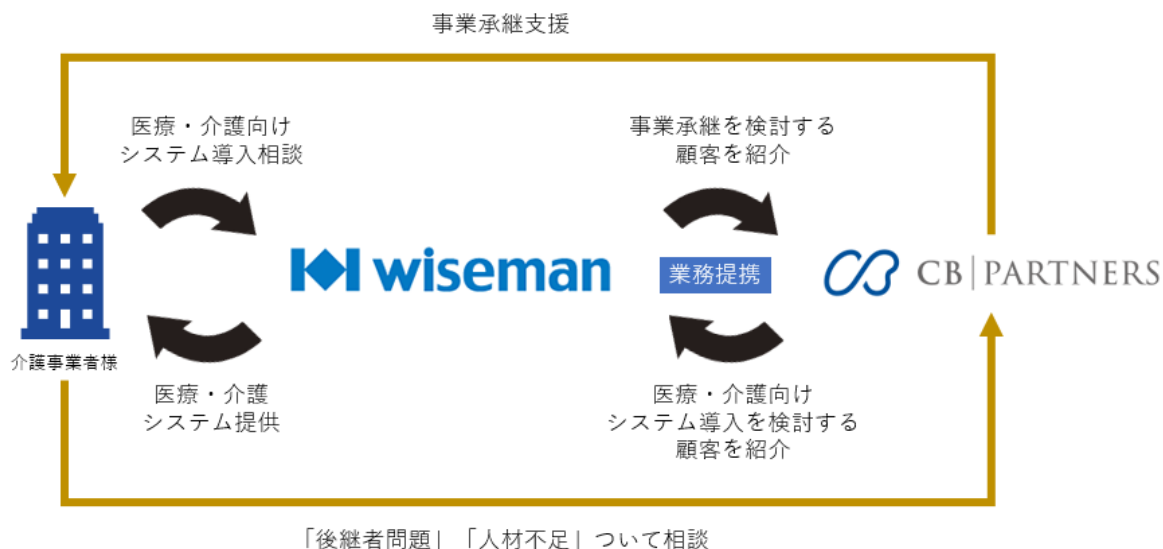 事業承継支援
医療・介護向け
システム導入相談
事業承継を検討する
顧客を紹介
wiseman
業務提携
CB|PARTNERS
介護事業者様
医療・介護
システム提供
医療・介護向け
システム導入を検討する
顧客を紹介
「後継者問題」「人材不足」ついて相談